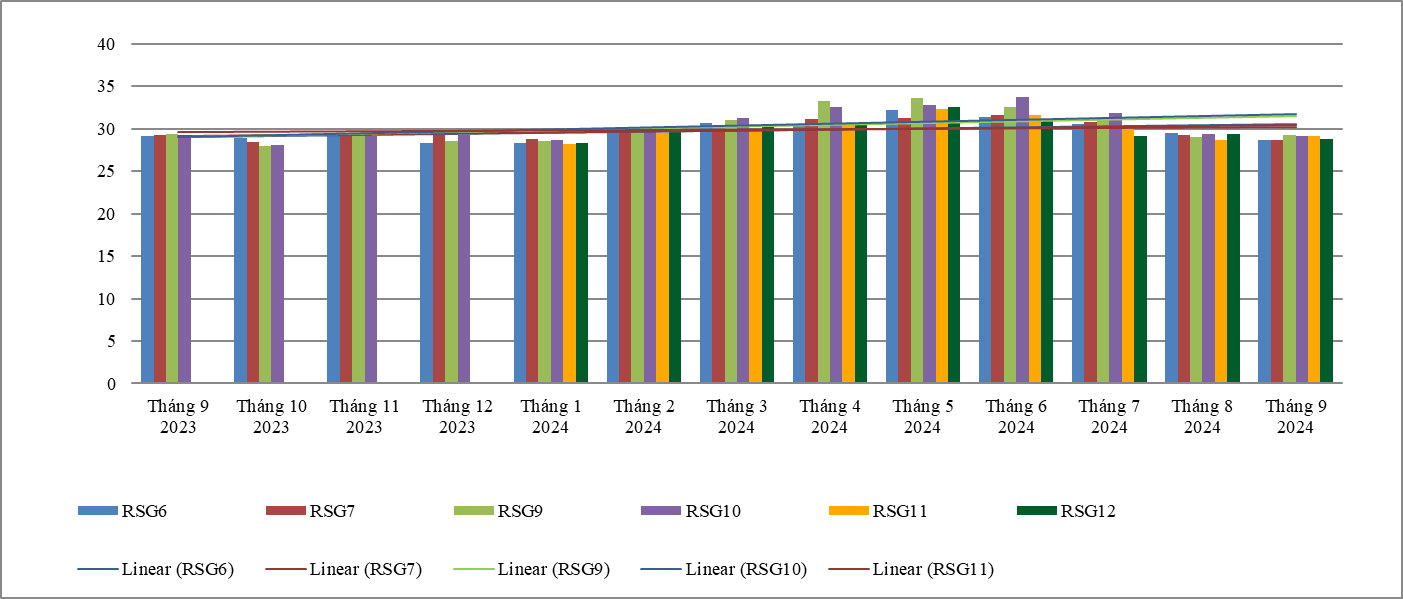 40
35
30
25
20
15
10
5
0
Tháng 9 2023
Tháng 10 2023
Tháng 11 2023
Tháng 12 2023
Tháng 1 2024
Tháng 2 2024
Tháng 3 2024
Tháng 4 2024
Tháng 5 2024
Tháng 6 2024
Tháng 7 2024
Tháng 8 2024
Tháng 9 2024
RSG6 RSG7 RSG9 RSG10 RSG11 RSG12
Linear (RSG6) Linear (RSG7) Linear (RSG9) Linear (RSG10) Linear (RSG11)